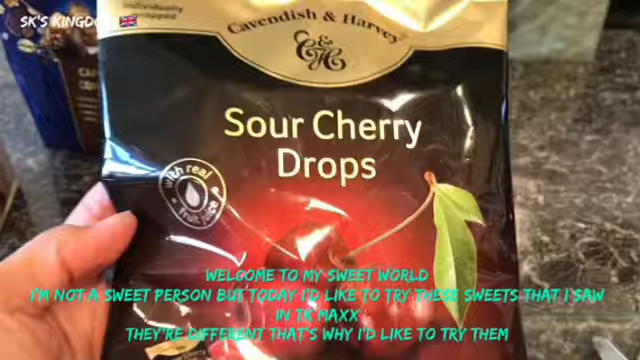 SK'S KINGDOM 🇬🇧
individually
wrapped
Cavendish & Harvey
C&H
Sour Cherry
Drops
with real
fruit juice
WELCOME TO MY SWEET WORLD
I'M NOT A SWEET PERSON BUT TODAY I'D LIKE TO TRY THESE SWEETS THAT I SAW
IN TK MAXX
THEY'RE DIFFERENT THAT'S WHY I'D LIKE TO TRY THEM